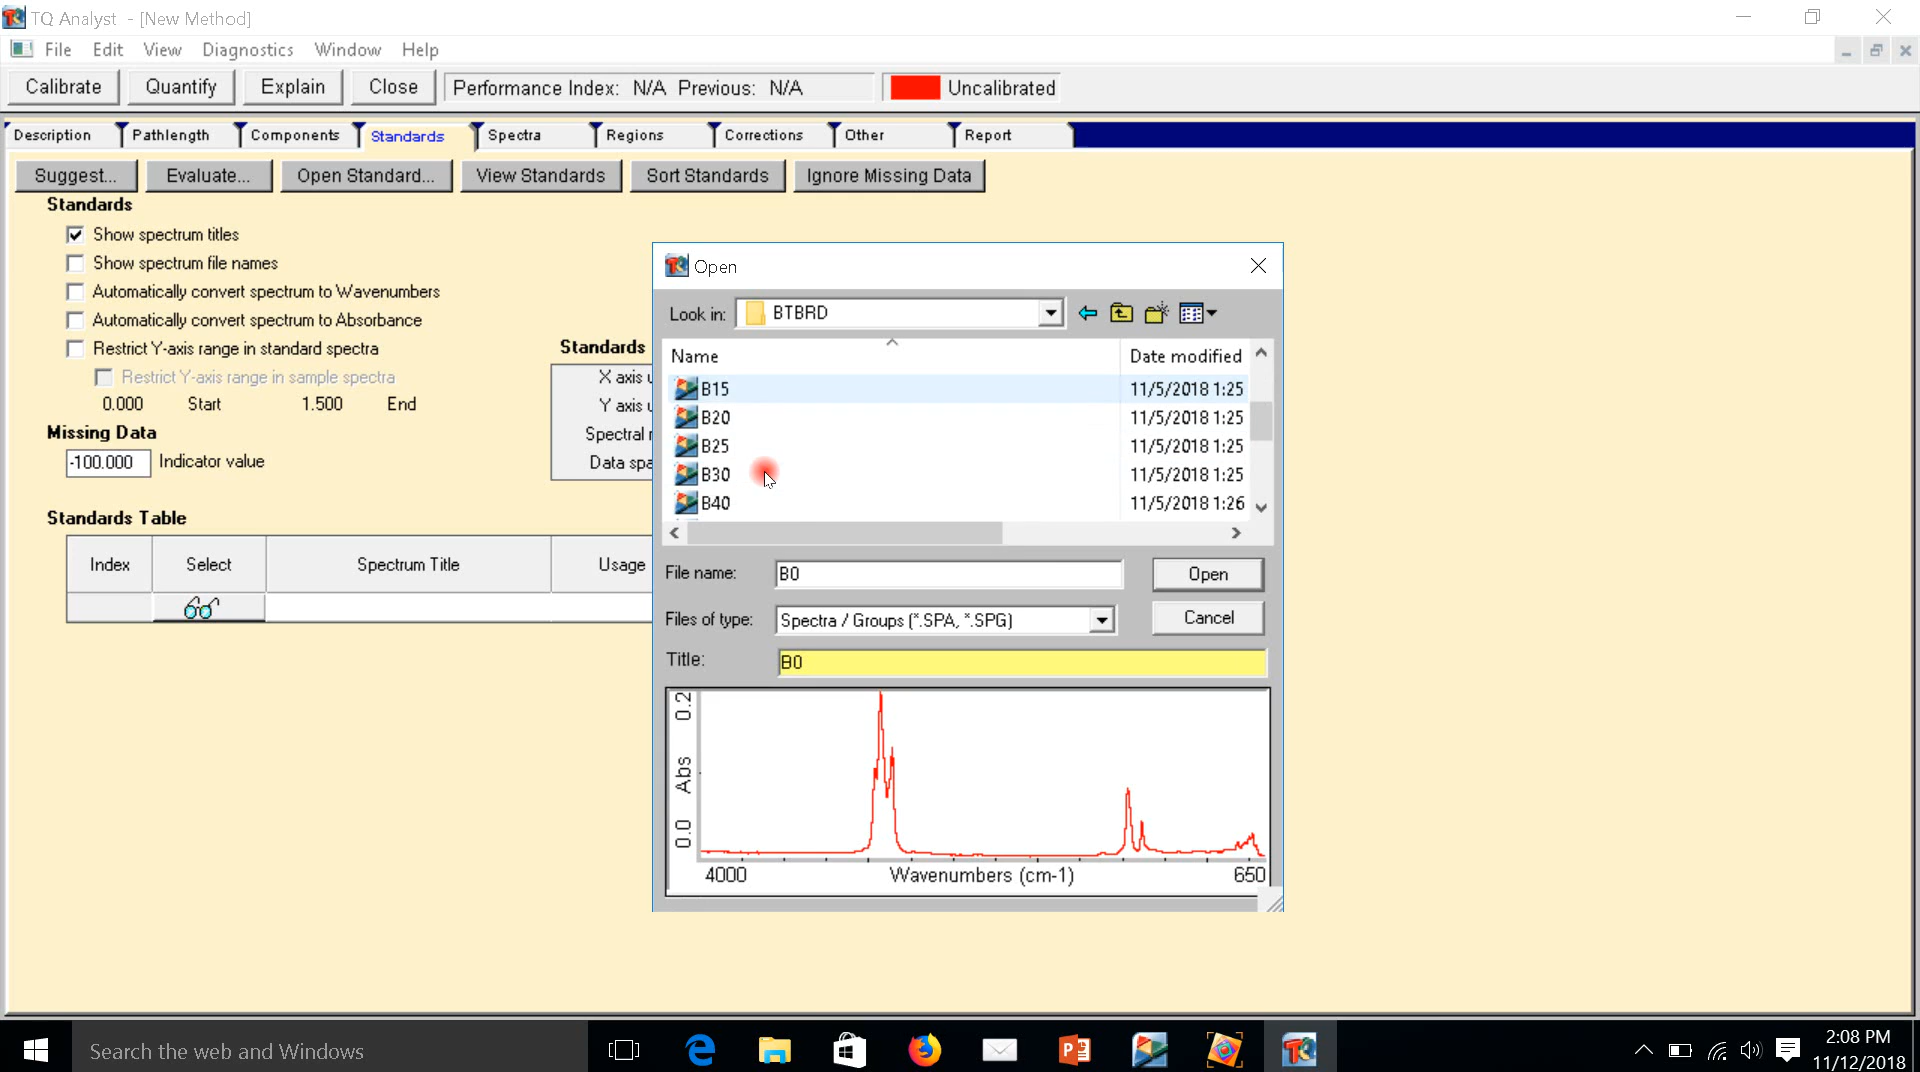 TQ Analyst - [New Method]
File Edit View Diagnostics Window Help
Calibrate Quantify Explain Close Performance Index: N/A Previous: N/A Uncalibrated
Description Pathlength Components Standards Spectra Regions Corrections Other Report
Suggest... Evaluate... Open Standard... View Standards Sort Standards Ignore Missing Data
Standards
Show spectrum titles
Show spectrum file names
Automatically convert spectrum to Wavenumbers
Automatically convert spectrum to Absorbance
Restrict Y-axis range in standard spectra
Restrict Y-axis range in sample spectra
0.000 Start 1.500 End
Missing Data
-100.000 Indicator value
Standards
X axis u
Y axis u
Spectral r
Data spa
Standards Table
Index Select Spectrum Title Usage
Open
Look in: BTBRD
Name Date modified
B15 11/5/2018 1:25
B20 11/5/2018 1:25
B25 11/5/2018 1:25
B30 11/5/2018 1:25
B40 11/5/2018 1:26
File name: B0 Open
Files of type: Spectra / Groups (*.SPA, *.SPG) Cancel
Title: B0
0.2
Abs
0.0
4000 Wavenumbers (cm-1) 650
Search the web and Windows
2:08 PM
11/12/2018